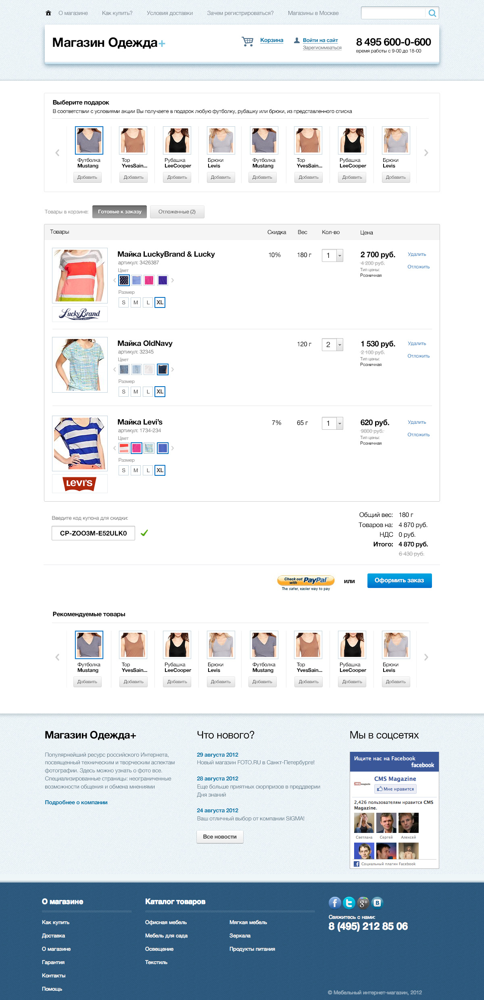 О магазине Как купить? Условия доставки Зачем регистрироваться? Магазины в Москве
Магазин Одежда+
Корзина
Войти на сайт
Зарегисммваться
8 495 600-0-600
время работы с 9-00 до 18-00
Выберите подарок
В соответствии с условиями акции Вы получаете в подарок любую футболку, рубашку или брюки, из представленного списка
Футболка Top Рубашка Брюки Футболка Top Рубашка Брюки
Mustang YvesSain... LeeCooper Levis Mustang YvesSain... LeeCooper Levis
Добавить Добавить Добавить Добавить Добавить Добавить Добавить Добавить
Товары в корзине: Готовые к заказу Отложенные (2)
Товары Скидка Вес Кол-во Цена
Майка LuckyBrand & Lucky 10% 180 г 1 2 700 руб. Удалить
артикул: 3426387 4 200 руб.
Цвет Тип цены: Отложить
Розничная
Размер
S M L XL
LuckyBrand
Майка OldNavy 120 г 2 1 530 руб. Удалить
артикул: 32345 2 100 руб.
Цвет Тип цены: Отложить
Розничная
Размер
S M L XL
Майка Levi's 7% 65 г 1 620 руб. Удалить
артикул: 1734-234 9800 руб.
Цвет Тип цены: Отложить
Розничная
Размер
S M L XL
LEVI'S
Введите код купона для скидки:
CP-ZOO3M-E52ULK0
Общий вес: 180 г
Товаров на: 4 870 руб.
НДС 0 руб.
Итого: 4 870 руб.
6 430 руб.
Check out with PayPal
The safer, easier way to pay
или
Оформить заказ
Рекомендуемые товары
Футболка Top Рубашка Брюки Футболка Top Рубашка Брюки
Mustang YvesSain... LeeCooper Levis Mustang YvesSain... LeeCooper Levis
Добавить Добавить Добавить Добавить Добавить Добавить Добавить Добавить
Магазин Одежда+
Популярнейший ресурс российского Интернета,
посвященный техническим и творческим аспектам
фотографии. Здесь можно узнать о фото все.
Специализированные страницы: неограниченные
возможности общения и обмена мнениями
Подробнее о компании
Что нового?
29 августа 2012
Новый магазин FOTO.RU в Санкт-Петербурге!
28 августа 2012
Еще больше приятных сюрпризов в преддверии
Дня знаний
24 августа 2012
Ваш отличный выбор от компании SIGMA!
Все новости
Мы в соцсетях
Ищите нас на Facebook
facebook
CMS magazine
CMS Magazine
Мне нравится
2,426 пользователям нравится CMS
Magazine.
Светлана Сергей Алексей
Социальный плагин Facebook
О магазине
Как купить
Доставка
О магазине
Гарантия
Контакты
Помощь
Каталог товаров
Офисная мебель Мягкая мебель
Мебель для сада Зеркала
Освещение Продукты питания
Текстиль
Свяжитесь с нами:
8 (495) 212 85 06
© Мебельный интернет-магазин, 2012